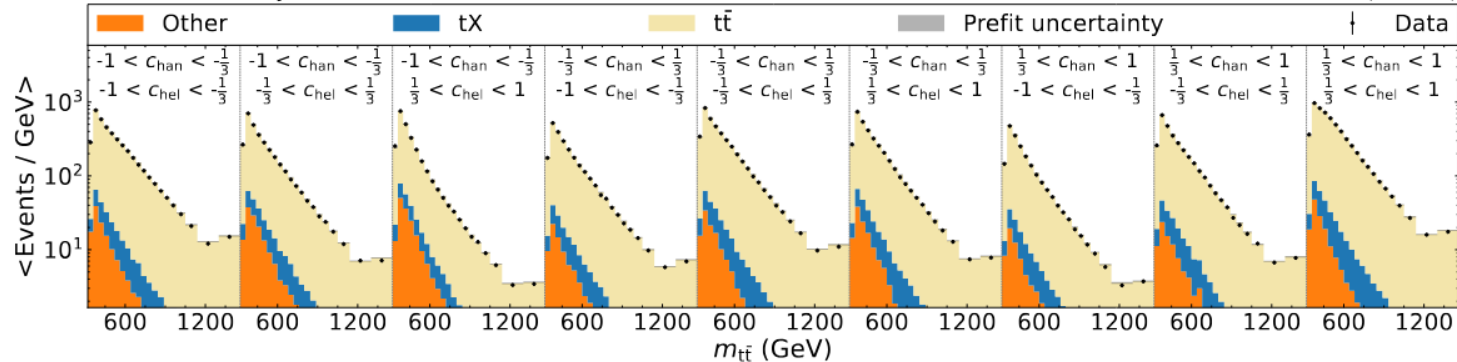 Other tX tt̄ Prefit uncertainty Data
-1 < c_han < -1/3 -1 < c_han < -1/3 -1 < c_han < -1/3 -1/3 < c_han < 1/3 -1/3 < c_han < 1/3 -1/3 < c_han < 1/3 1/3 < c_han < 1 1/3 < c_han < 1 1/3 < c_han < 1
-1 < c_hel < -1/3 -1/3 < c_hel < 1/3 1/3 < c_hel < 1 -1 < c_hel < -1/3 -1/3 < c_hel < 1/3 1/3 < c_hel < 1 -1 < c_hel < -1/3 -1/3 < c_hel < 1/3 1/3 < c_hel < 1
<Events / GeV>
10³
10²
10¹
600 1200 600 1200 600 1200 600 1200 600 1200 600 1200 600 1200 600 1200 600 1200
m_tt̄ (GeV)